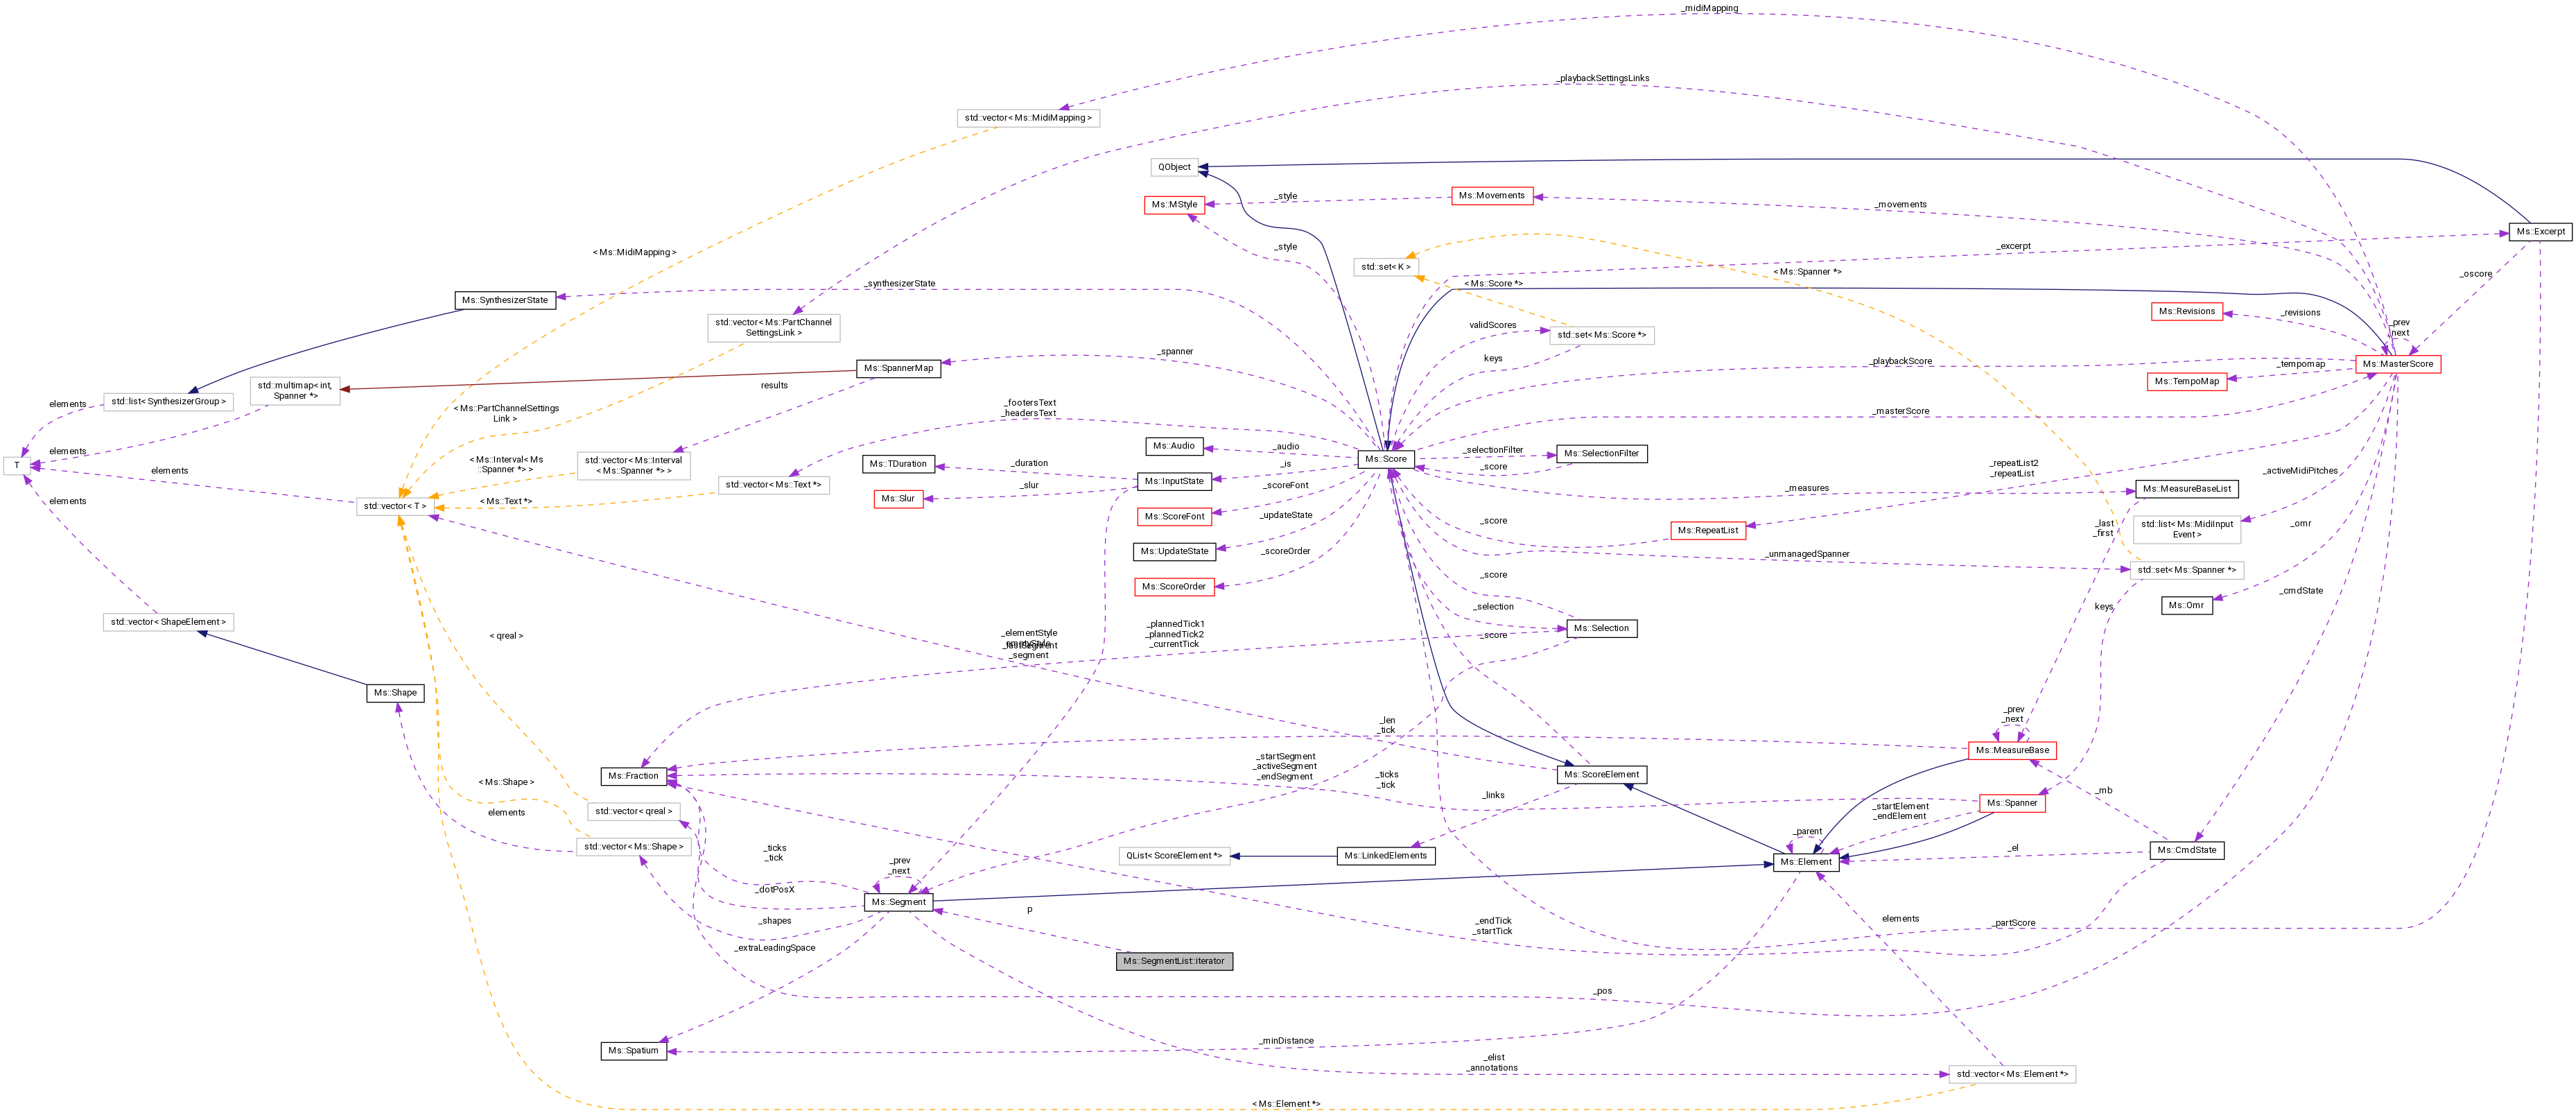 _midiMapping
_playbackSettingsLinks
std::vector< Ms::MidiMapping >
QObject
_style
Ms::Movements
Ms::MStyle
_movements
Ms::Excerpt
_style
_excerpt
< Ms::MidiMapping >
std::set< K >
< Ms::Spanner *>
_oscore
_synthesizerState
< Ms::Score *>
Ms::SynthesizerState
Ms::Revisions
_revisions
std::vector< Ms::PartChannel
SettingsLink >
validScores
std::set< Ms::Score *>
_prev
_next
_spanner
keys
_playbackScore
Ms::MasterScore
Ms::SpannerMap
_tempomap
Ms::TempoMap
std::multimap< int,
Spanner *>
results
elements
std::list< SynthesizerGroup >
< Ms::PartChannelSettings
Link >
_footersText
_headersText
_masterScore
Ms::Audio
_audio
_selectionFilter
Ms::SelectionFilter
elements
T
elements
< Ms::Interval< Ms
::Spanner *> >
std::vector< Ms::Interval
< Ms::Spanner *> >
Ms::TDuration
_duration
_is
Ms::Score
_score
_repeatList2
_repeatList
_activeMidiPitches
Ms::InputState
std::vector< Ms::Text *>
Ms::Slur
_slur
_scoreFont
_measures
Ms::MeasureBaseList
elements
< Ms::Text *>
std::vector< T >
Ms::ScoreFont
_updateState
_score
Ms::RepeatList
_last
_first
std::list< Ms::MidiInput
Event >
_omr
Ms::UpdateState
_scoreOrder
_unmanagedSpanner
std::set< Ms::Spanner *>
Ms::ScoreOrder
_score
_cmdState
_selection
keys
Ms::Omr
std::vector< ShapeElement >
< qreal >
_elementStyle
_segment
_plannedTick1
_plannedTick2
_currentTick
_score
Ms::Selection
Ms::Shape
_len
_tick
_prev
_next
Ms::MeasureBase
Ms::Fraction
< Ms::Shape >
_startSegment
_activeSegment
_endSegment
_ticks
_tick
Ms::ScoreElement
_links
_mb
std::vector< qreal >
elements
Ms::Spanner
_startElement
_endElement
_parent
std::vector< Ms::Shape >
_ticks
_tick
QList< ScoreElement *>
Ms::LinkedElements
Ms::Element
_el
Ms::CmdState
_prev
_next
_dotPosX
Ms::Segment
p
_shapes
_endTick
_startTick
elements
_partScore
_extraLeadingSpace
Ms::SegmentList::iterator
_pos
Ms::Spatium
_minDistance
_elist
_annotations
std::vector< Ms::Element *>
< Ms::Element *>